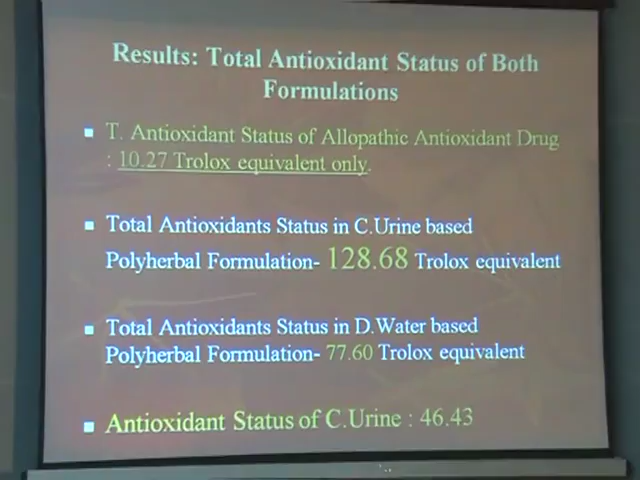 Results: Total Antioxidant Status of Both
Formulations
T. Antioxidant Status of Allopathic Antioxidant Drug
: 10.27 Trolox equivalent only.
Total Antioxidants Status in C.Urine based
Polyherbal Formulation- 128.68 Trolox equivalent
Total Antioxidants Status in D.Water based
Polyherbal Formulation- 77.60 Trolox equivalent
Antioxidant Status of C.Urine : 46.43